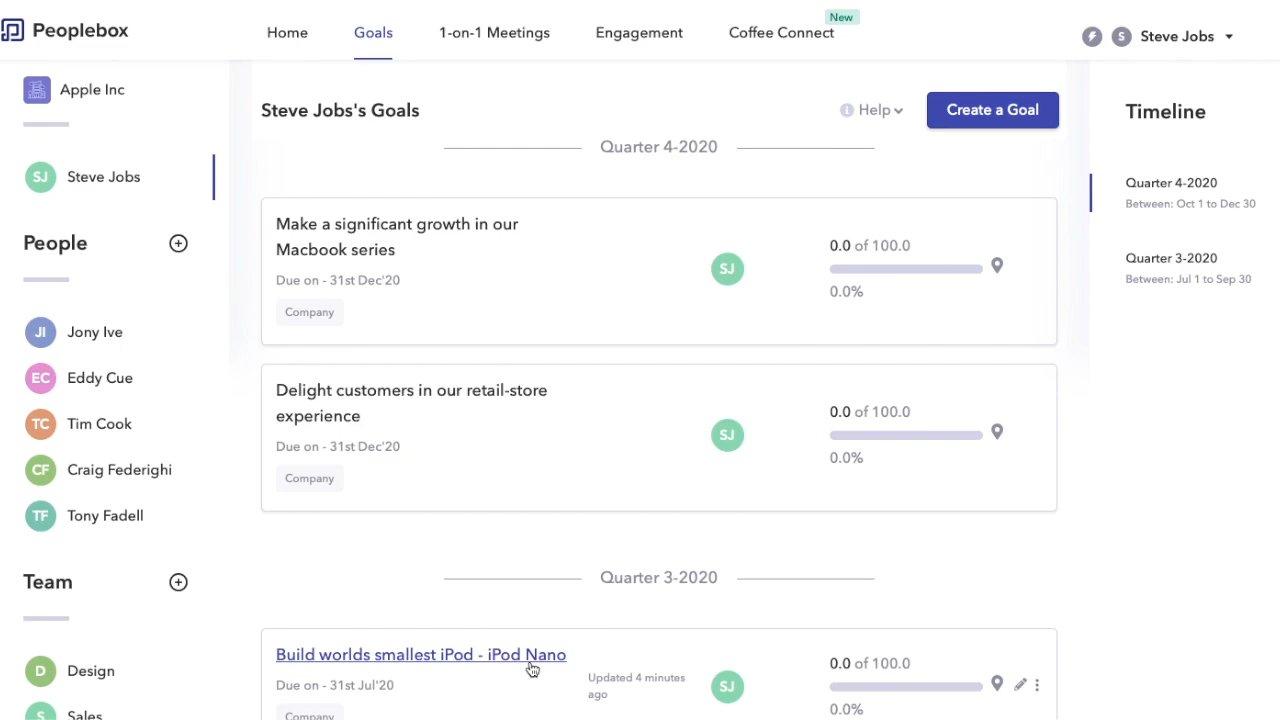 Peoplebox
Home
Goals
1-on-1 Meetings
Engagement
Coffee Connect
New
S
Steve Jobs
Apple Inc
SJ
Steve Jobs
People
JI
Jony Ive
EC
Eddy Cue
TC
Tim Cook
CF
Craig Federighi
TF
Tony Fadell
Team
D
Design
S
Sales
Steve Jobs's Goals
Help
Create a Goal
Quarter 4-2020
Make a significant growth in our
Macbook series
Due on - 31st Dec'20
Company
SJ
0.0 of 100.0
0.0%
Delight customers in our retail-store
experience
Due on - 31st Dec'20
Company
SJ
0.0 of 100.0
0.0%
Quarter 3-2020
Build worlds smallest iPod - iPod Nano
Due on - 31st Jul'20
Company
Updated 4 minutes
ago
SJ
0.0 of 100.0
0.0%
Timeline
Quarter 4-2020
Between: Oct 1 to Dec 30
Quarter 3-2020
Between: Jul 1 to Sep 30